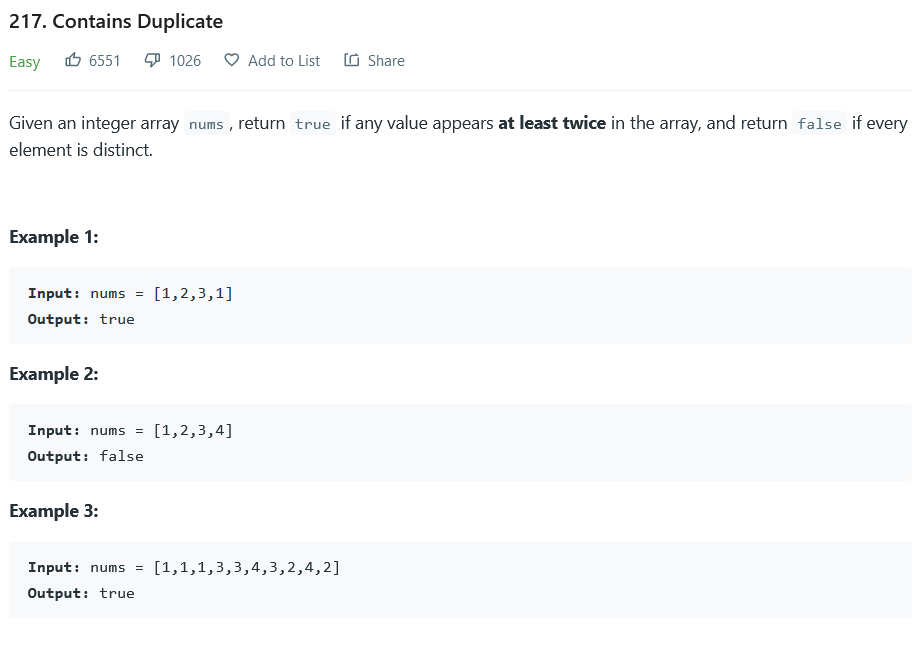 217. Contains Duplicate
Easy 6551 1026 Add to List Share
Given an integer array nums , return true if any value appears at least twice in the array, and return false if every
element is distinct.
Example 1:
Input: nums = [1,2,3,1]
Output: true
Example 2:
Input: nums = [1,2,3,4]
Output: false
Example 3:
Input: nums = [1,1,1,3,3,4,3,2,4,2]
Output: true